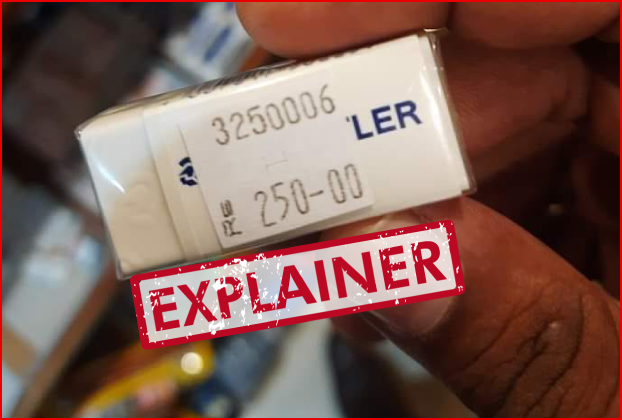 3250006
LER
Rs 250-00
EXPLAINER